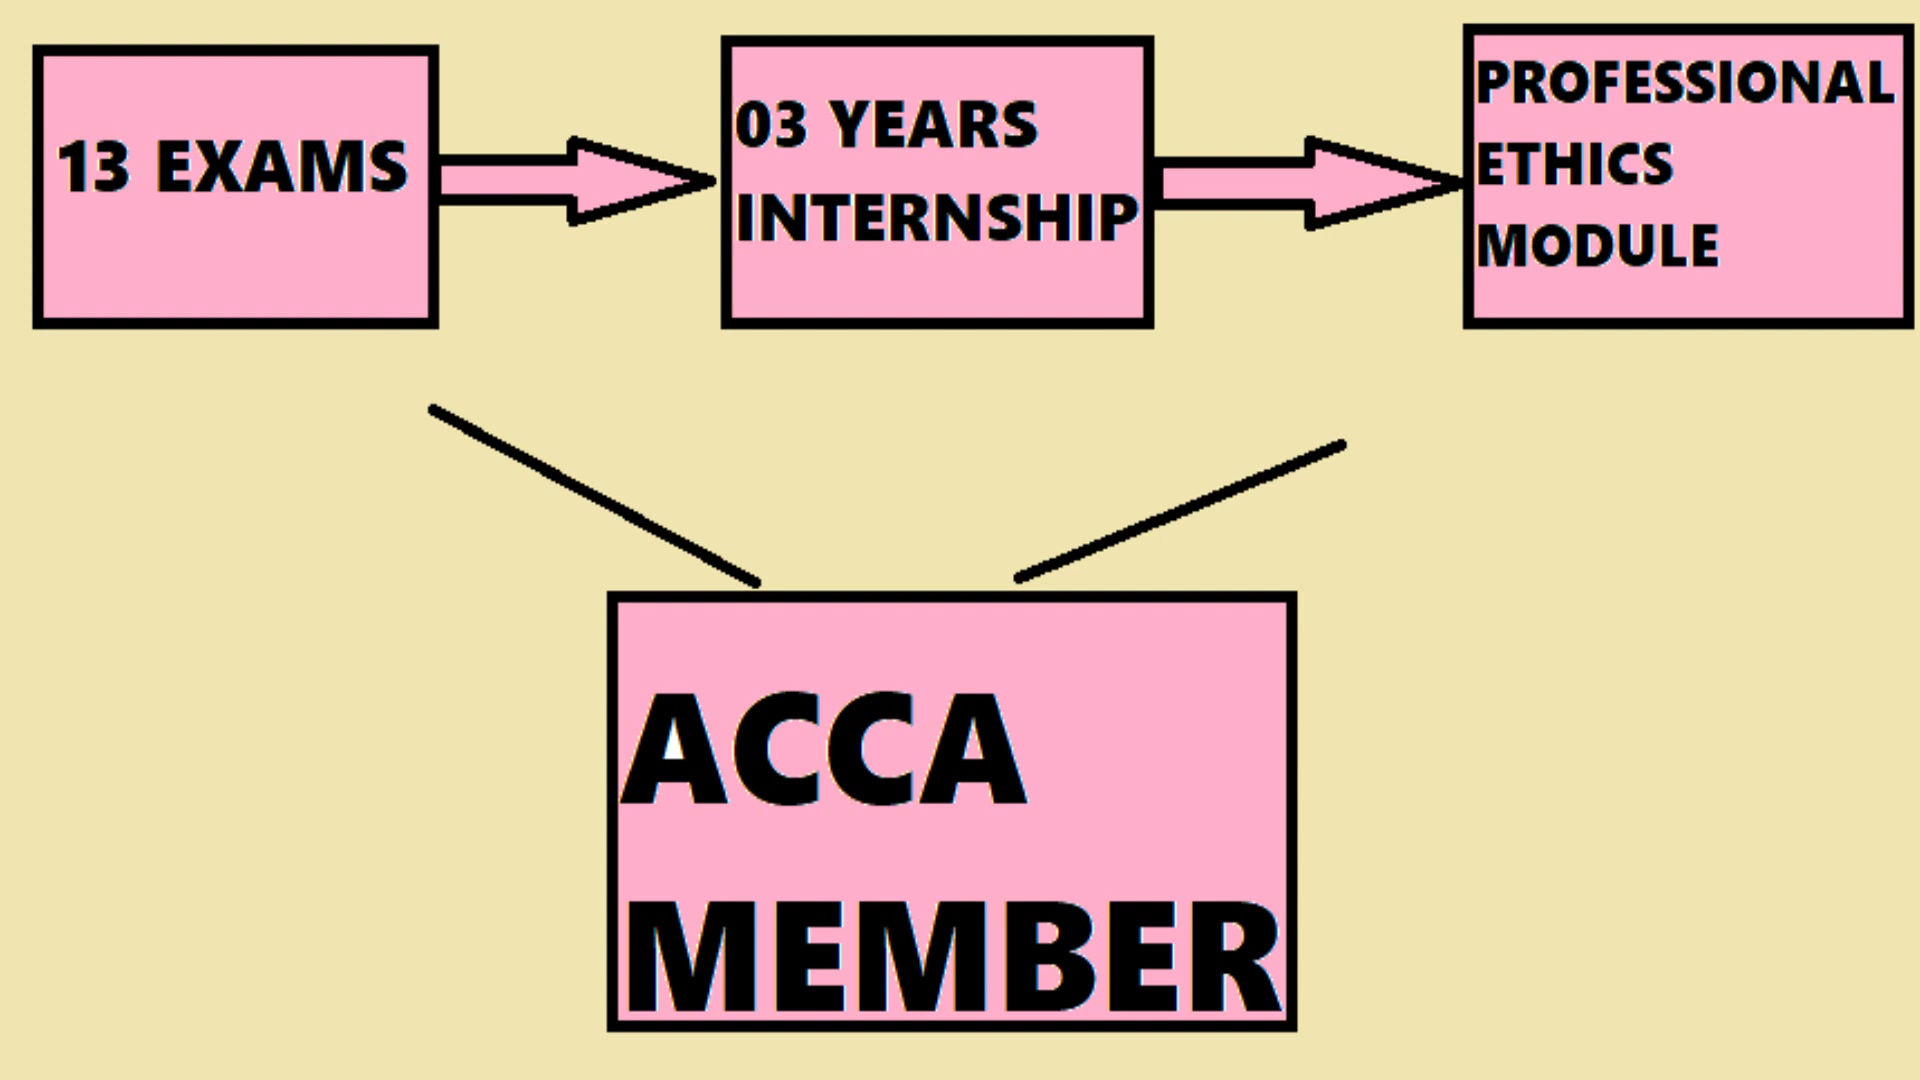 13 EXAMS
03 YEARS
INTERNSHIP
PROFESSIONAL
ETHICS
MODULE
ACCA
MEMBER